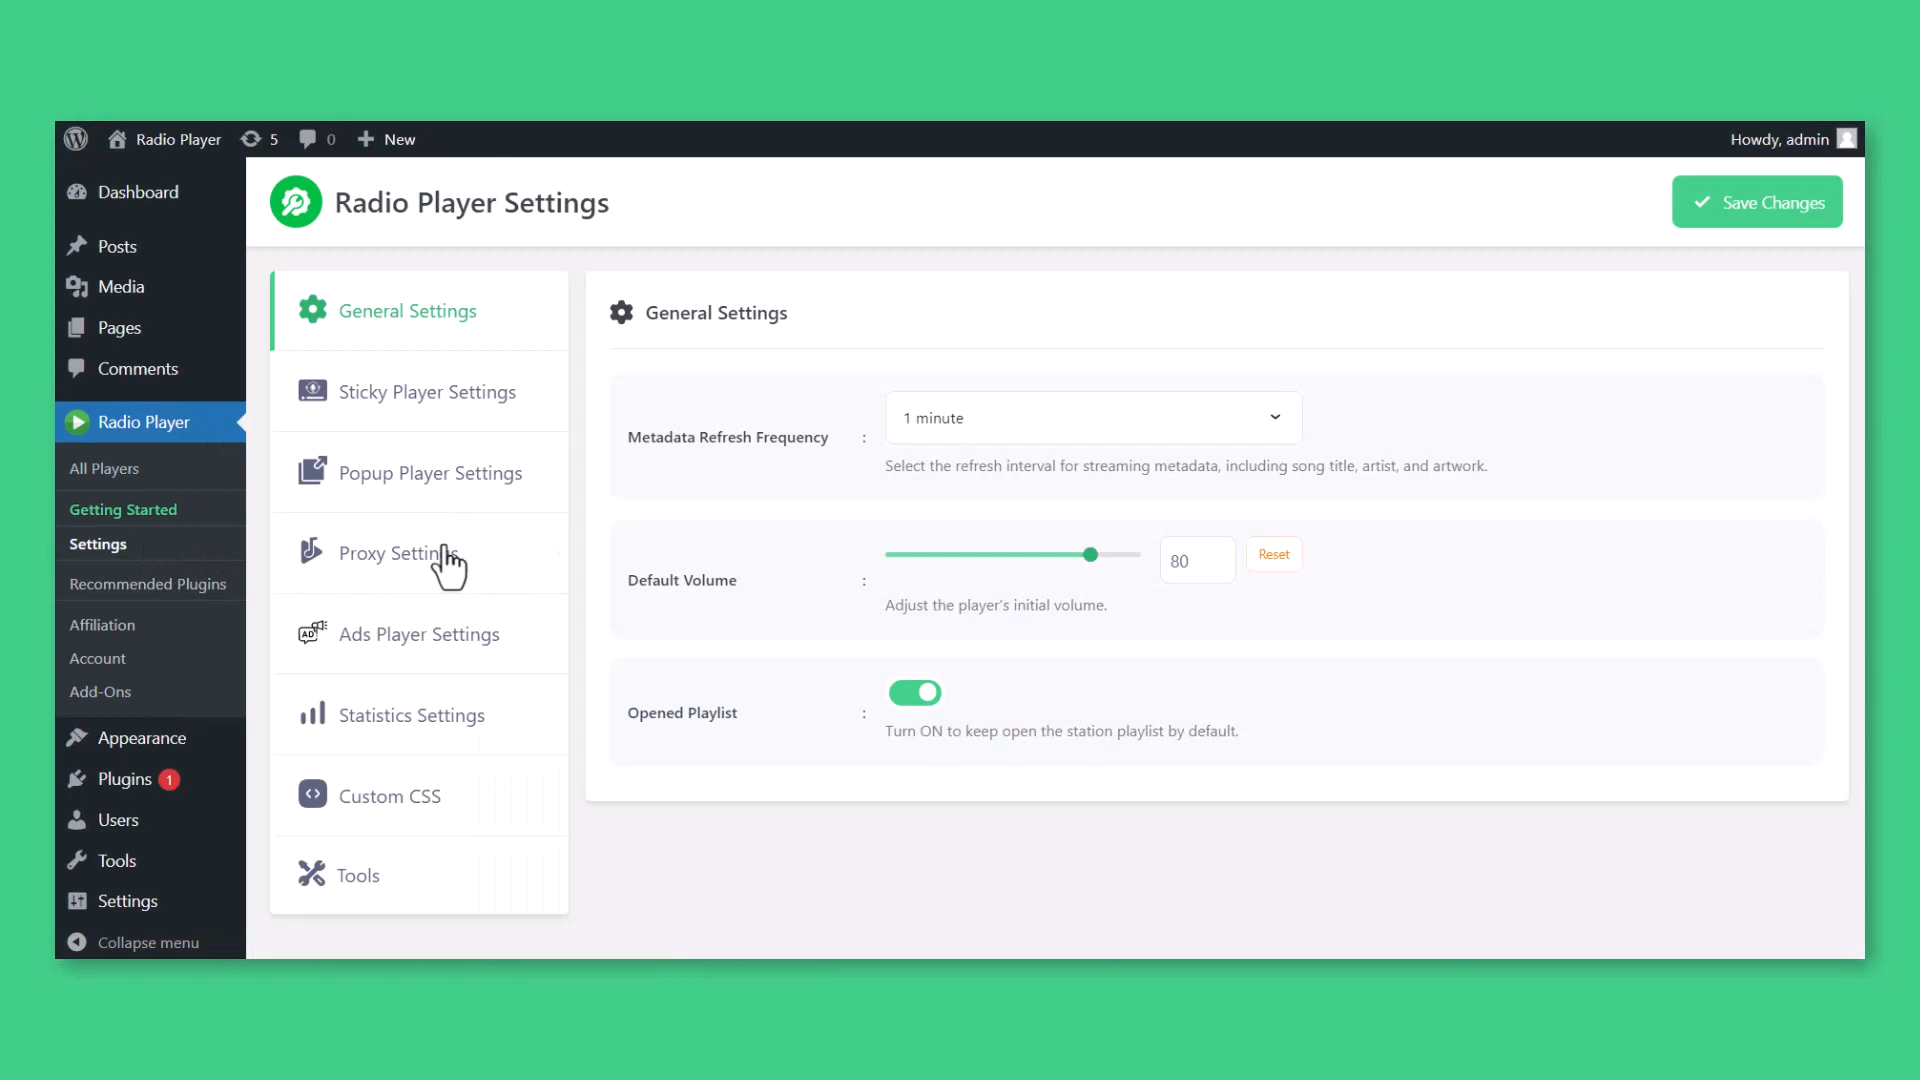 Radio Player
5
0
New
Howdy, admin
Dashboard
Posts
Media
Pages
Comments
Radio Player
All Players
Getting Started
Settings
Recommended Plugins
Affiliation
Account
Add-Ons
Appearance
Plugins 1
Users
Tools
Settings
Collapse menu
Radio Player Settings
Save Changes
General Settings
Sticky Player Settings
Popup Player Settings
Proxy Settings
AD Ads Player Settings
Statistics Settings
Custom CSS
Tools
General Settings
Metadata Refresh Frequency :
1 minute
Select the refresh interval for streaming metadata, including song title, artist, and artwork.
Default Volume :
80
Reset
Adjust the player's initial volume.
Opened Playlist :
Turn ON to keep open the station playlist by default.